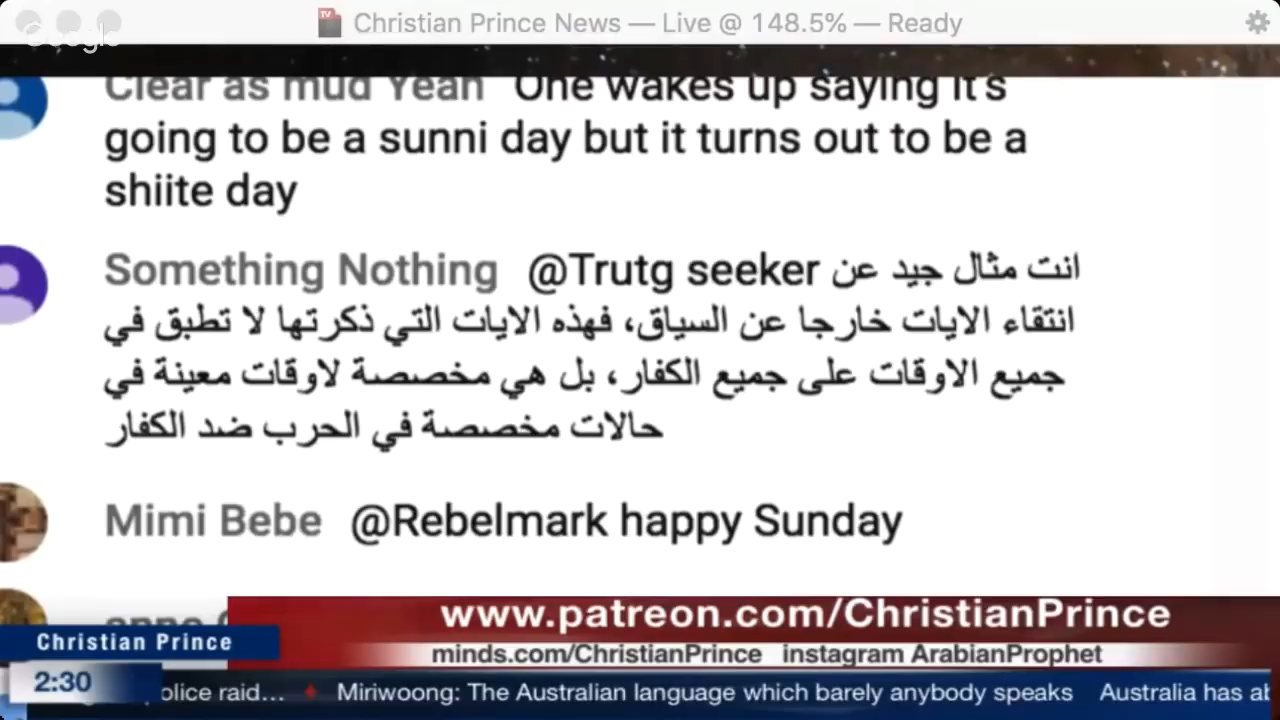 Christian Prince News — Live @ 148.5% — Ready
Google
Clear as mud Yeah One wakes up saying it's
going to be a sunni day but it turns out to be a
shiite day
Something Nothing @Trutg seeker انت مثال جيد عن
انتقاء الايات خارجا عن السياق، فهذه الايات التي ذكرتها لا تطبق في
جميع الاوقات على جميع الكفار، بل هي مخصصة لاوقات معينة في
حالات مخصصة في الحرب ضد الكفار
Mimi Bebe @Rebelmark happy Sunday
www.patreon.com/ChristianPrince
Christian Prince
minds.com/ChristianPrince instagram ArabianProphet
2:30
olice raid... Miriwoong: The Australian language which barely anybody speaks Australia has